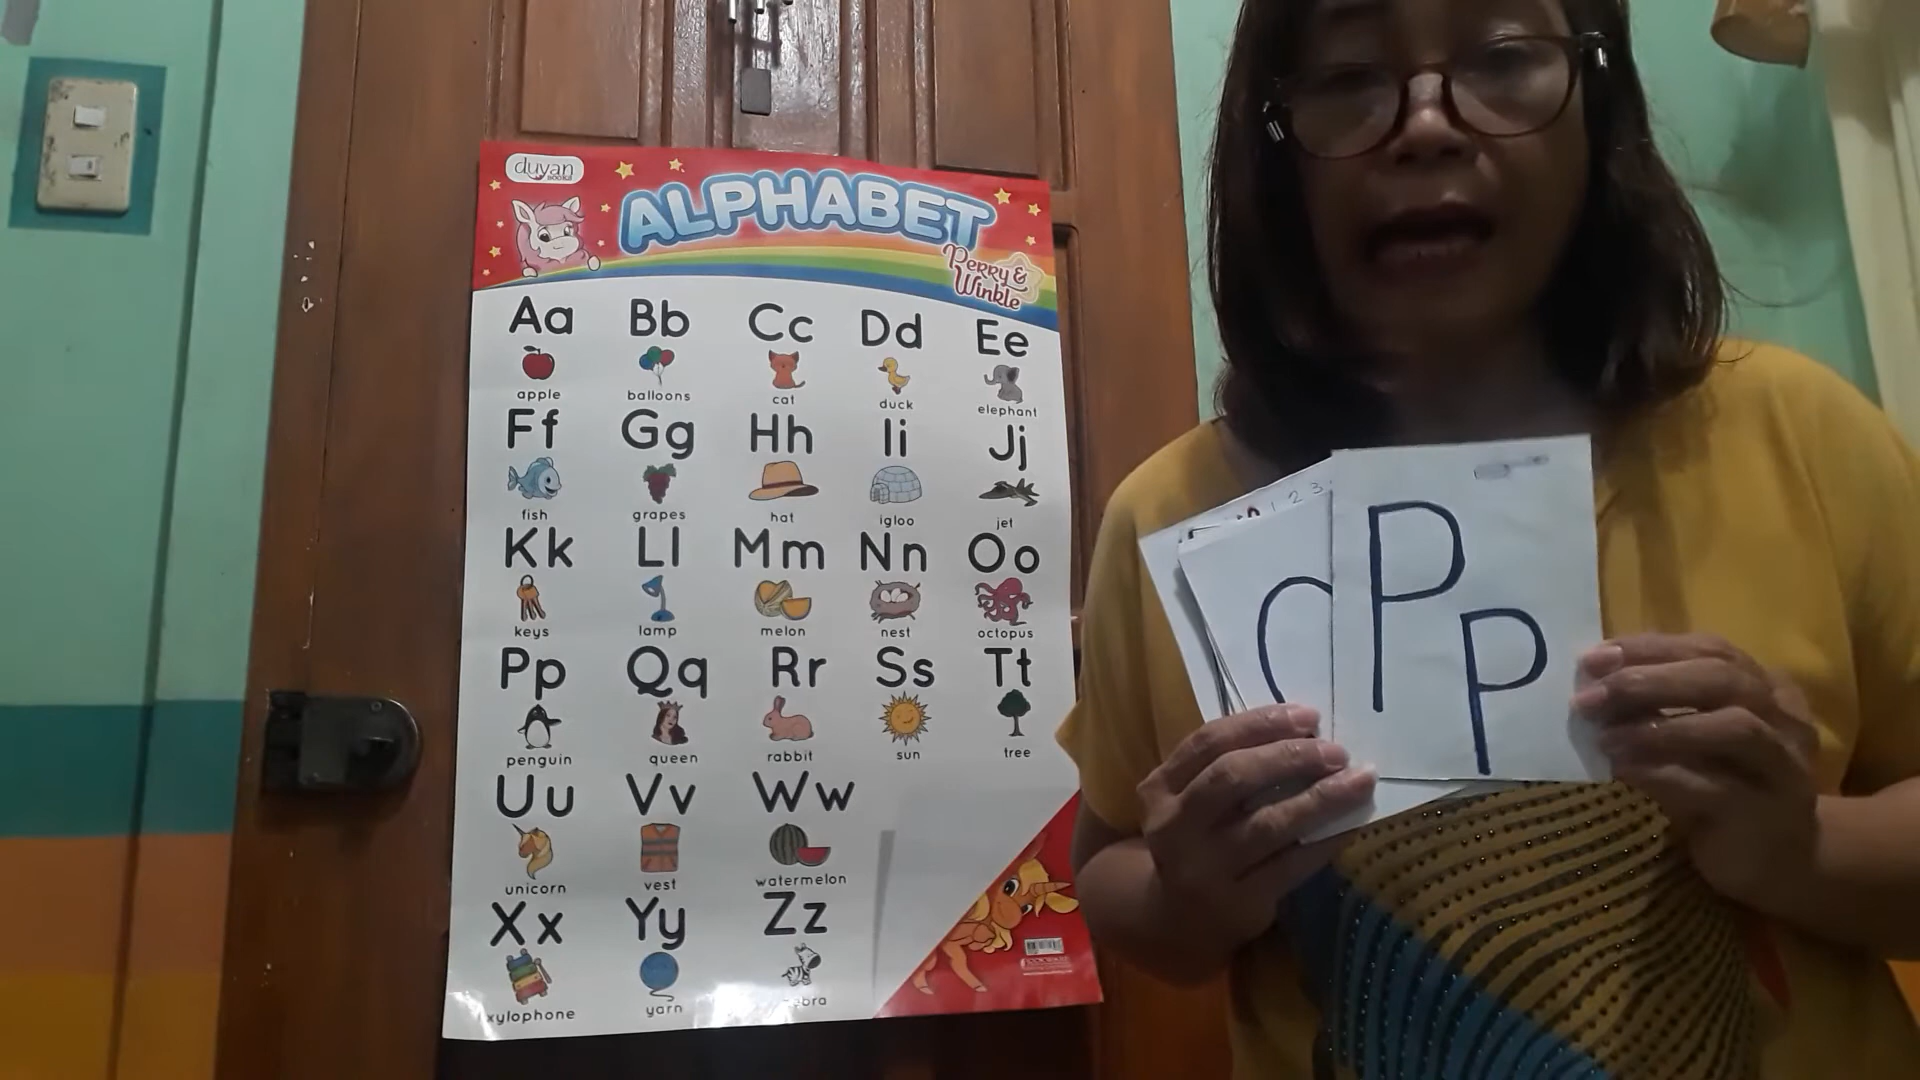 duyan
BOOKS
ALPHABET
Perry &
Winkle
Aa Bb Cc Dd Ee
apple balloons cat duck elephant
Ff Gg Hh Ii Jj
fish grapes hat igloo jet
Kk Ll Mm Nn Oo
keys lamp melon nest octopus
Pp Qq Rr Ss Tt
penguin queen rabbit sun tree
Uu Vv Ww
unicorn vest watermelon
Xx Yy Zz
xylophone yarn zebra
1 2 3
P
p